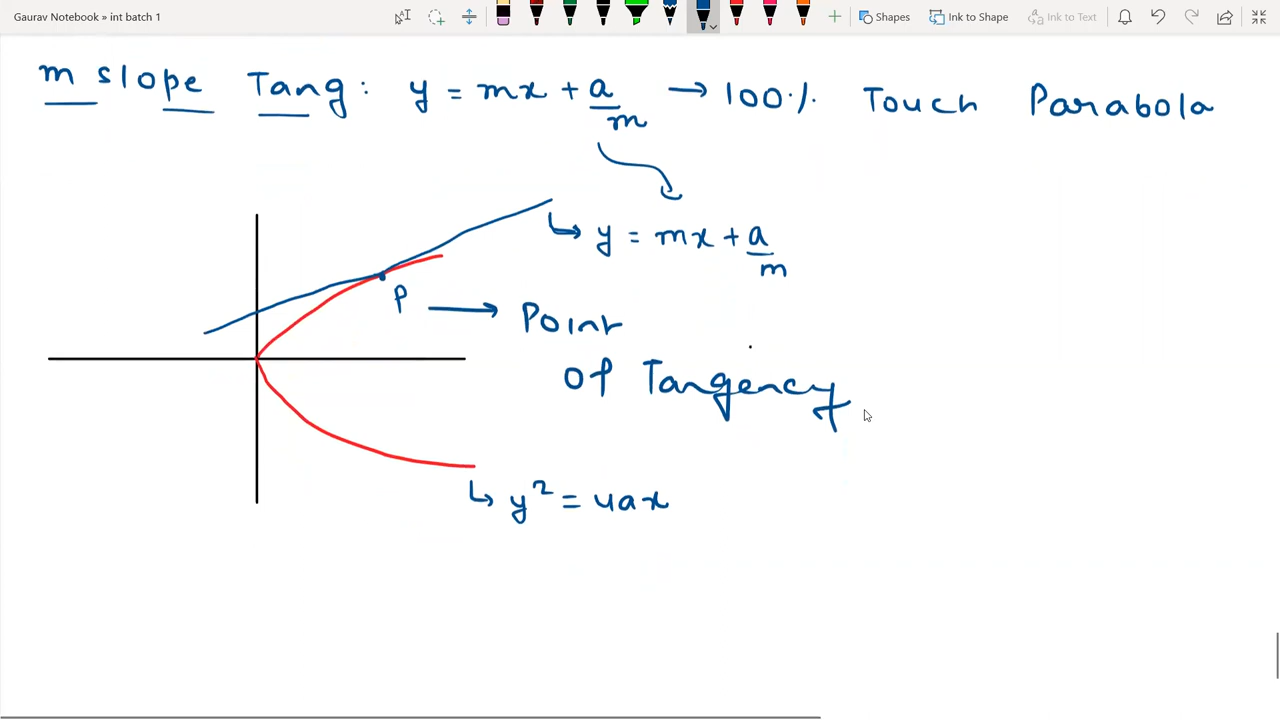 Gaurav Notebook » int batch 1
Shapes
Ink to Shape
Ink to Text
m slope Tang: y = mx + a/m → 100% Touch Parabola
y = mx + a/m
P → Point
of Tangency
y² = 4ax